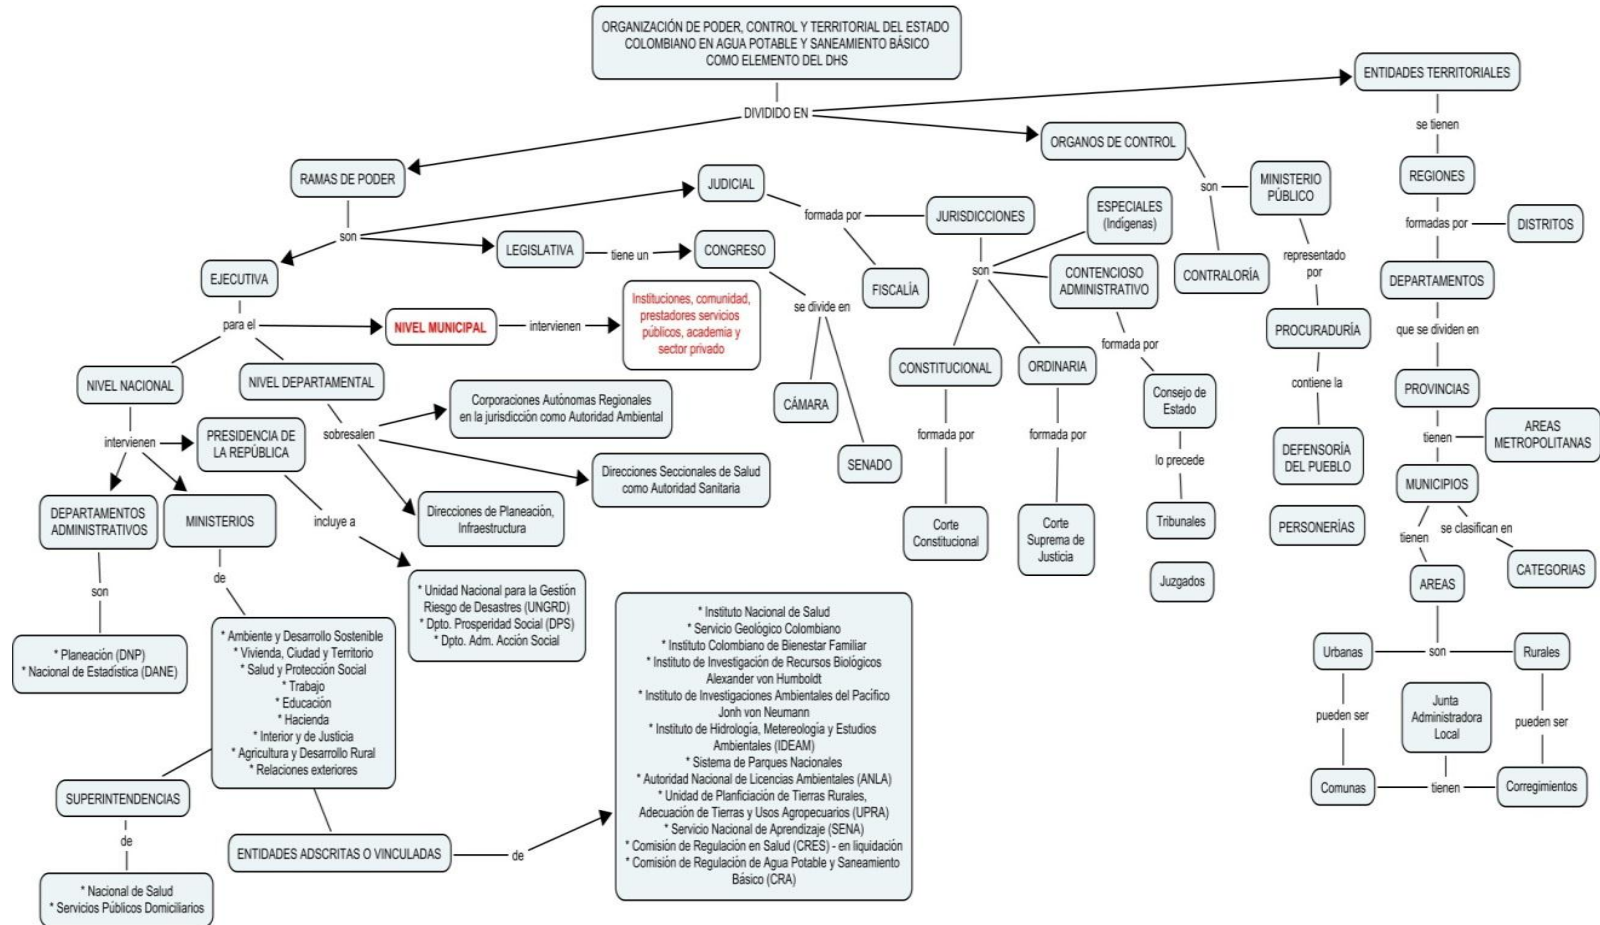 ORGANIZACIÓN DE PODER, CONTROL Y TERRITORIAL DEL ESTADO
COLOMBIANO EN AGUA POTABLE Y SANEAMIENTO BÁSICO
COMO ELEMENTO DEL DHS
DIVIDIDO EN
RAMAS DE PODER
son
EJECUTIVA
para el
NIVEL NACIONAL
intervienen
DEPARTAMENTOS
ADMINISTRATIVOS
son
* Planeación (DNP)
* Nacional de Estadística (DANE)
MINISTERIOS
de
* Ambiente y Desarrollo Sostenible
* Vivienda, Ciudad y Territorio
* Salud y Protección Social
* Trabajo
* Educación
* Hacienda
* Interior y de Justicia
* Agricultura y Desarrollo Rural
* Relaciones exteriores
SUPERINTENDENCIAS
de
* Nacional de Salud
* Servicios Públicos Domiciliarios
ENTIDADES ADSCRITAS O VINCULADAS
de
* Instituto Nacional de Salud
* Servicio Geológico Colombiano
* Instituto Colombiano de Bienestar Familiar
* Instituto de Investigación de Recursos Biológicos
Alexander von Humboldt
* Instituto de Investigaciones Ambientales del Pacífico
Jonh von Neumann
* Instituto de Hidrología, Metereología y Estudios
Ambientales (IDEAM)
* Sistema de Parques Nacionales
* Autoridad Nacional de Licencias Ambientales (ANLA)
* Unidad de Planficiación de Tierras Rurales,
Adecuación de Tierras y Usos Agropecuarios (UPRA)
* Servicio Nacional de Aprendizaje (SENA)
* Comisión de Regulación en Salud (CRES) - en liquidación
* Comisión de Regulación de Agua Potable y Saneamiento
Básico (CRA)
PRESIDENCIA DE
LA REPÚBLICA
incluye a
* Unidad Nacional para la Gestión
Riesgo de Desastres (UNGRD)
* Dpto. Prosperidad Social (DPS)
* Dpto. Adm. Acción Social
NIVEL DEPARTAMENTAL
sobresalen
Corporaciones Autónomas Regionales
en la jurisdicción como Autoridad Ambiental
Direcciones Seccionales de Salud
como Autoridad Sanitaria
Direcciones de Planeación,
Infraestructura
NIVEL MUNICIPAL
intervienen
Instituciones, comunidad,
prestadores servicios
públicos, academia y
sector privado
LEGISLATIVA
tiene un
CONGRESO
se divide en
CÁMARA
SENADO
JUDICIAL
formada por
FISCALÍA
JURISDICCIONES
son
ESPECIALES
(Indígenas)
CONTENCIOSO
ADMINISTRATIVO
formada por
Consejo de
Estado
lo precede
Tribunales
Juzgados
CONSTITUCIONAL
formada por
Corte
Constitucional
ORDINARIA
formada por
Corte
Suprema de
Justicia
ORGANOS DE CONTROL
son
CONTRALORÍA
MINISTERIO
PÚBLICO
representado
por
PROCURADURÍA
contiene la
DEFENSORÍA
DEL PUEBLO
PERSONERÍAS
ENTIDADES TERRITORIALES
se tienen
REGIONES
formadas por
DISTRITOS
DEPARTAMENTOS
que se dividen en
PROVINCIAS
tienen
AREAS
METROPOLITANAS
MUNICIPIOS
tienen
se clasifican en
CATEGORIAS
AREAS
son
Urbanas
Rurales
pueden ser
pueden ser
Junta
Administradora
Local
Comunas
tienen
Corregimientos